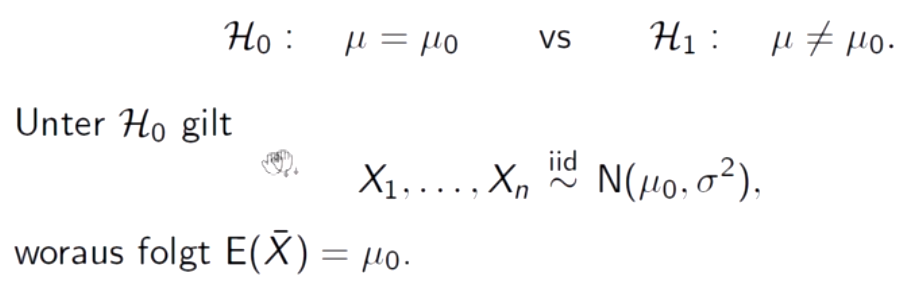 ℋ₀ : μ = μ₀ vs ℋ₁ : μ ≠ μ₀.
Unter ℋ₀ gilt
X₁, . . . , Xₙ iid ∼ N(μ₀, σ²),
woraus folgt E(X̄) = μ₀.